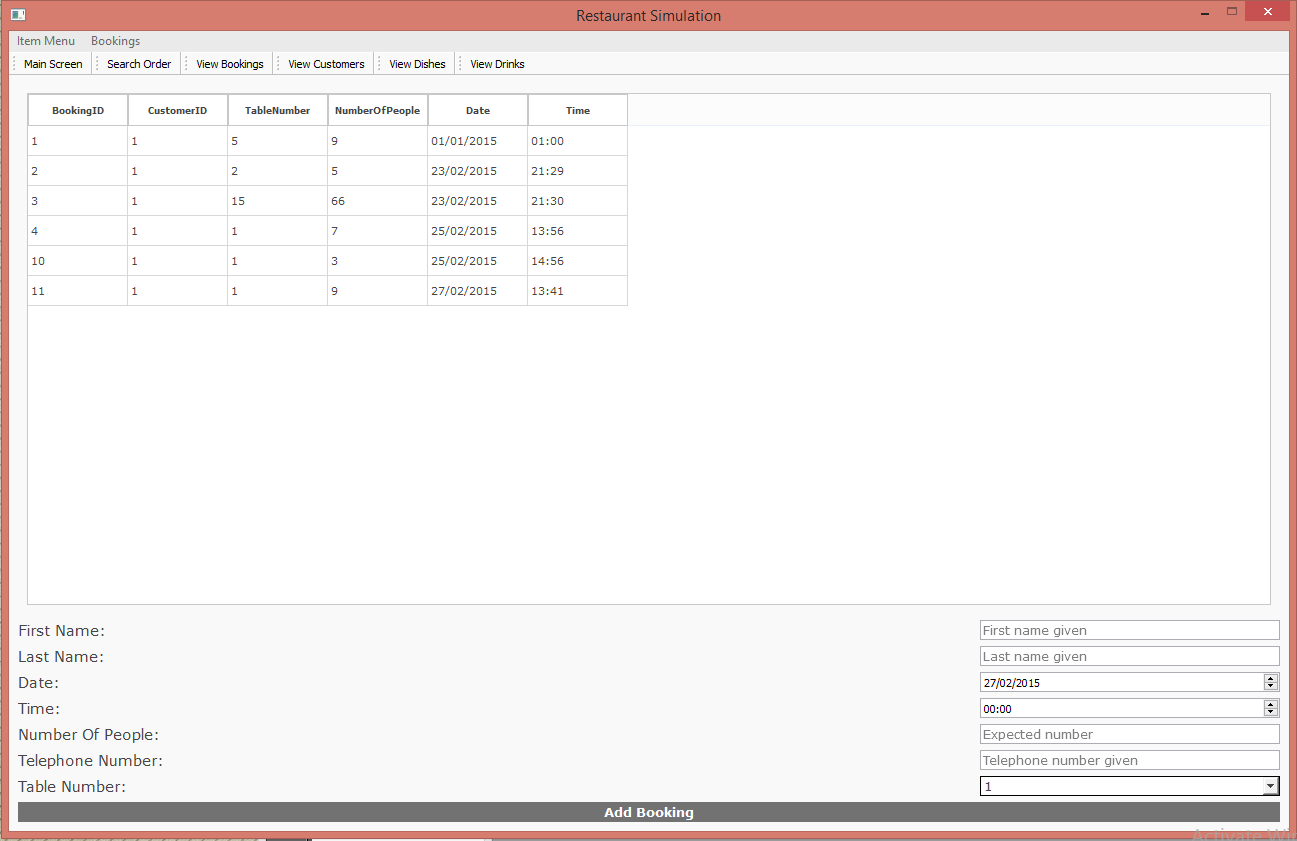 Restaurant Simulation
Item Menu Bookings
Main Screen Search Order View Bookings View Customers View Dishes View Drinks
BookingID CustomerID TableNumber NumberOfPeople Date Time
1 1 5 9 01/01/2015 01:00
2 1 2 5 23/02/2015 21:29
3 1 15 66 23/02/2015 21:30
4 1 1 7 25/02/2015 13:56
10 1 1 3 25/02/2015 14:56
11 1 1 9 27/02/2015 13:41
First Name: First name given
Last Name: Last name given
Date: 27/02/2015
Time: 00:00
Number Of People: Expected number
Telephone Number: Telephone number given
Table Number: 1
Add Booking